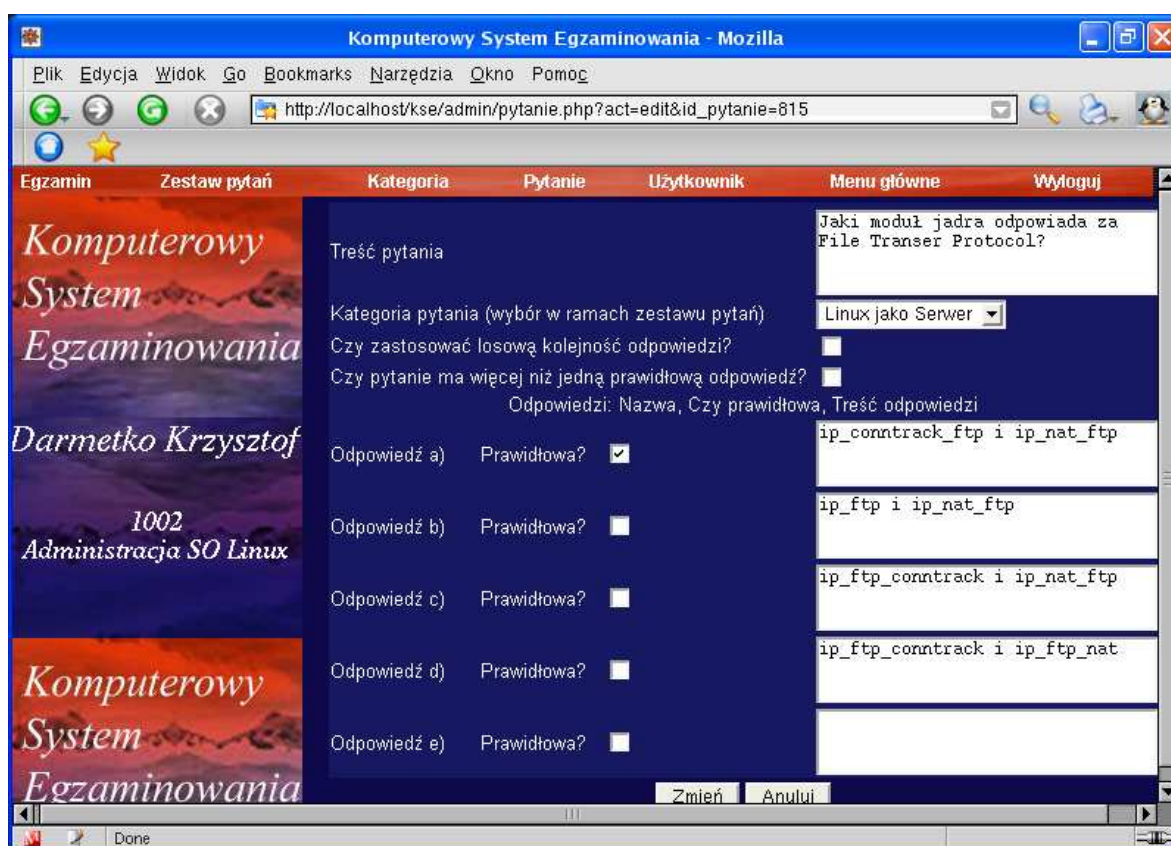 Komputerowy System Egzaminowania - Mozilla
Plik Edycja Widok Go Bookmarks Narzędzia Okno Pomoc
http://localhost/kse/admin/pytanie.php?act=edit&id_pytanie=815
Egzamin Zestaw pytań Kategoria Pytanie Użytkownik Menu główne Wyloguj
Komputerowy
System
Egzaminowania
Darmetko Krzysztof
1002
Administracja SO Linux
Komputerowy
System
Egzaminowania
Treść pytania
Jaki moduł jadra odpowiada za
File Transer Protocol?
Kategoria pytania (wybór w ramach zestawu pytań) Linux jako Serwer
Czy zastosować losową kolejność odpowiedzi?
Czy pytanie ma więcej niż jedną prawidłową odpowiedź?
Odpowiedzi: Nazwa, Czy prawidłowa, Treść odpowiedzi
Odpowiedź a) Prawidłowa? ip_conntrack_ftp i ip_nat_ftp
Odpowiedź b) Prawidłowa? ip_ftp i ip_nat_ftp
Odpowiedź c) Prawidłowa? ip_ftp_conntrack i ip_nat_ftp
Odpowiedź d) Prawidłowa? ip_ftp_conntrack i ip_ftp_nat
Odpowiedź e) Prawidłowa?
Zmień Anuluj
Done